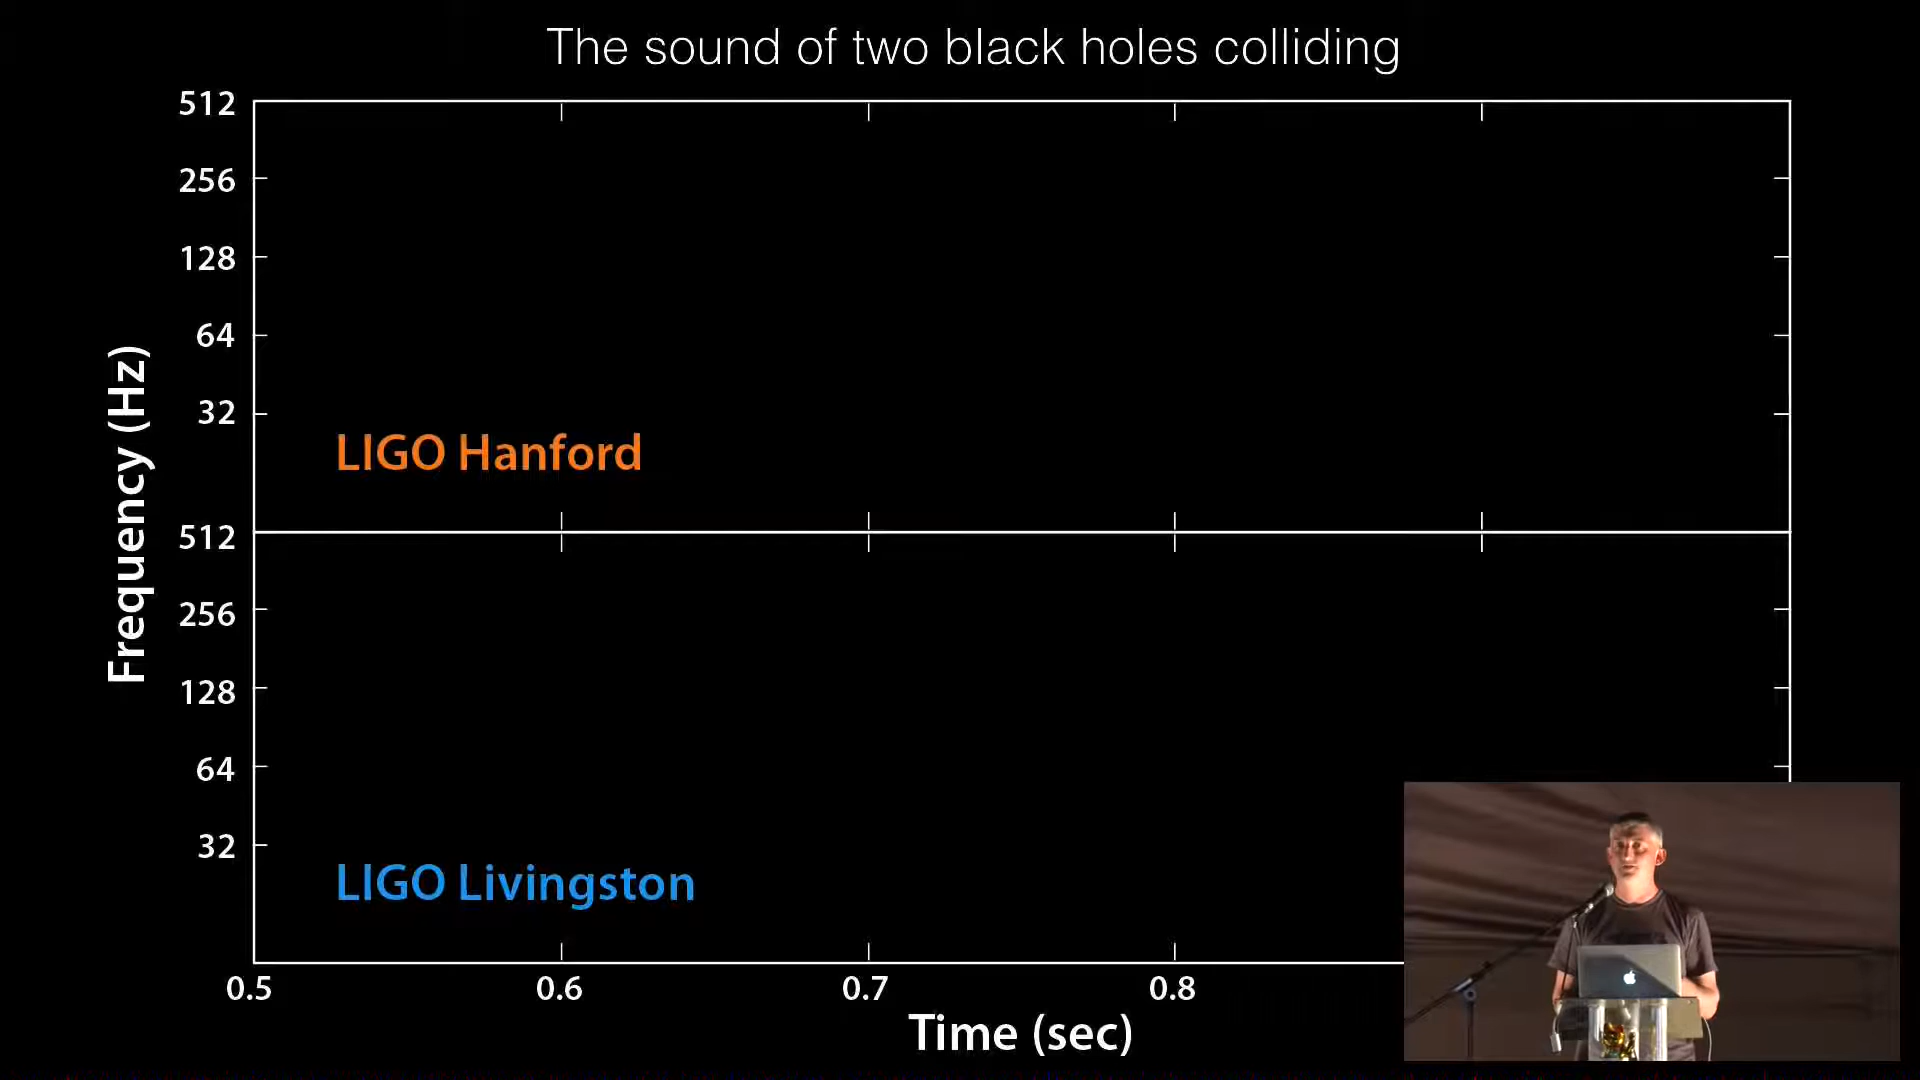 The sound of two black holes colliding
512
256
128
64
32
LIGO Hanford
Frequency (Hz)
512
256
128
64
32
LIGO Livingston
0.5 0.6 0.7 0.8
Time (sec)